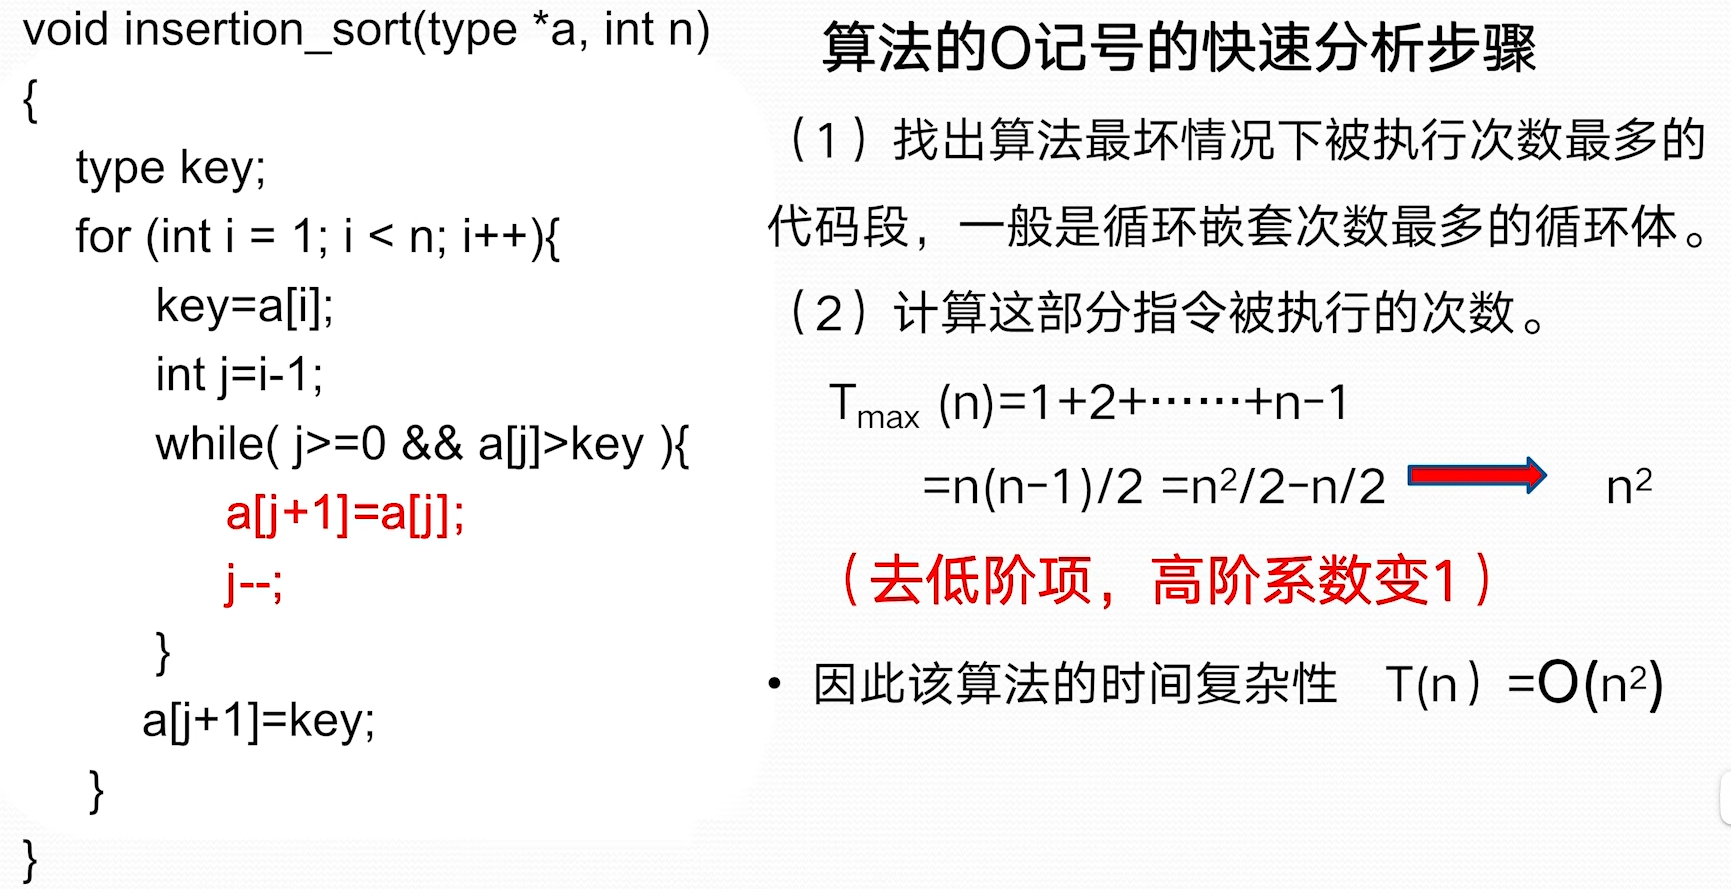 void insertion_sort(type *a, int n)
{
type key;
for (int i = 1; i < n; i++){
key=a[i];
int j=i-1;
while( j>=0 && a[j]>key ){
a[j+1]=a[j];
j--;
}
a[j+1]=key;
}
}
算法的O记号的快速分析步骤
（1）找出算法最坏情况下被执行次数最多的
代码段，一般是循环嵌套次数最多的循环体。
（2）计算这部分指令被执行的次数。
Tmax (n)=1+2+······+n-1
=n(n-1)/2 =n²/2-n/2 n²
（去低阶项，高阶系数变1）
• 因此该算法的时间复杂性 T(n）=O(n²)